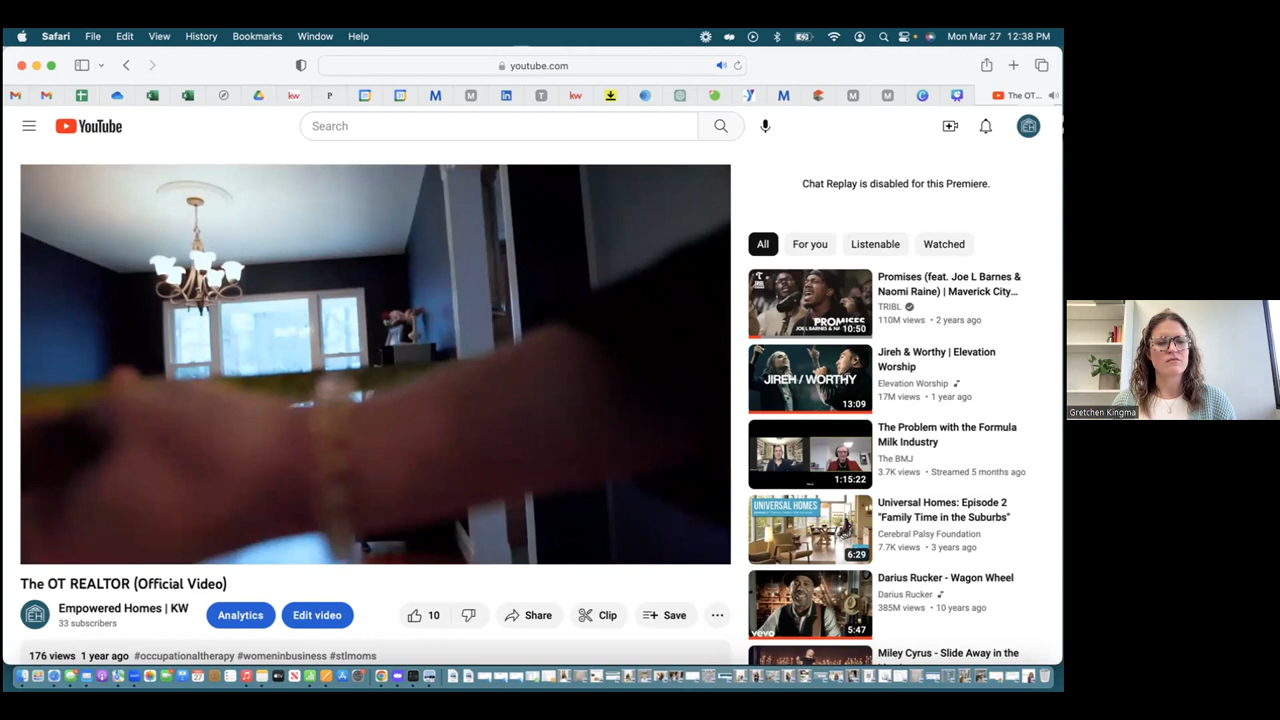 Safari File Edit View History Bookmarks Window Help Mon Mar 27 12:38 PM
youtube.com
kw P M M in T kw M M M The OT...
YouTube
Search
Chat Replay is disabled for this Premiere.
All For you Listenable Watched
PROMISES
JOE L BARNES & NA
10:50
Promises (feat. Joe L Barnes &
Naomi Raine) | Maverick City...
TRIBL
110M views • 2 years ago
JIREH / WORTHY
13:09
Jireh & Worthy | Elevation
Worship
Elevation Worship
17M views • 1 year ago
1:15:22
The Problem with the Formula
Milk Industry
The BMJ
3.7K views • Streamed 5 months ago
UNIVERSAL HOMES
6:29
Universal Homes: Episode 2
"Family Time in the Suburbs"
Cerebral Palsy Foundation
7.7K views • 3 years ago
vevo
5:47
Darius Rucker - Wagon Wheel
Darius Rucker
385M views • 10 years ago
Miley Cyrus - Slide Away in the
The OT REALTOR (Official Video)
EH
Empowered Homes | KW
33 subscribers
Analytics Edit video 10 Share Clip Save
176 views 1 year ago #occupationaltherapy #womeninbusiness #stlmoms
Gretchen Kingma